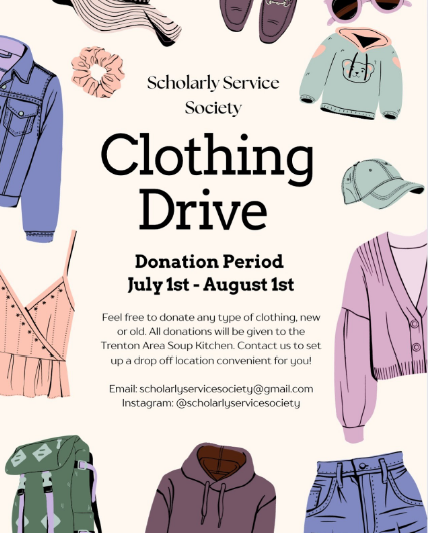 Scholarly Service
Society
Clothing
Drive
Donation Period
July 1st - August 1st
Feel free to donate any type of clothing, new
or old. All donations will be given to the
Trenton Area Soup Kitchen. Contact us to set
up a drop off location convenient for you!
Email: scholarlyservicesociety@gmail.com
Instagram: @scholarlyservicesociety